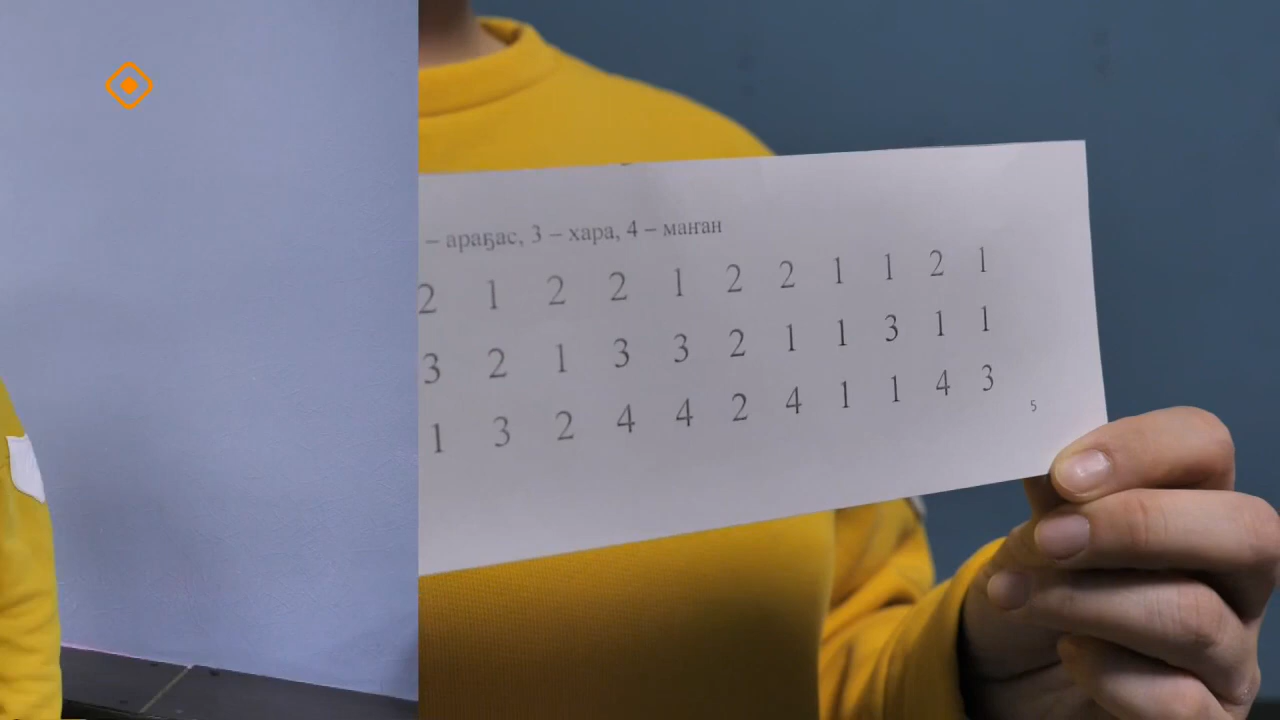 – араҕас, 3 – хара, 4 – маҥан
2 1 2 2 1 2 2 1 1 2 1
3 2 1 3 3 2 1 1 3 1 1
1 3 2 4 4 2 4 1 1 4 3
5